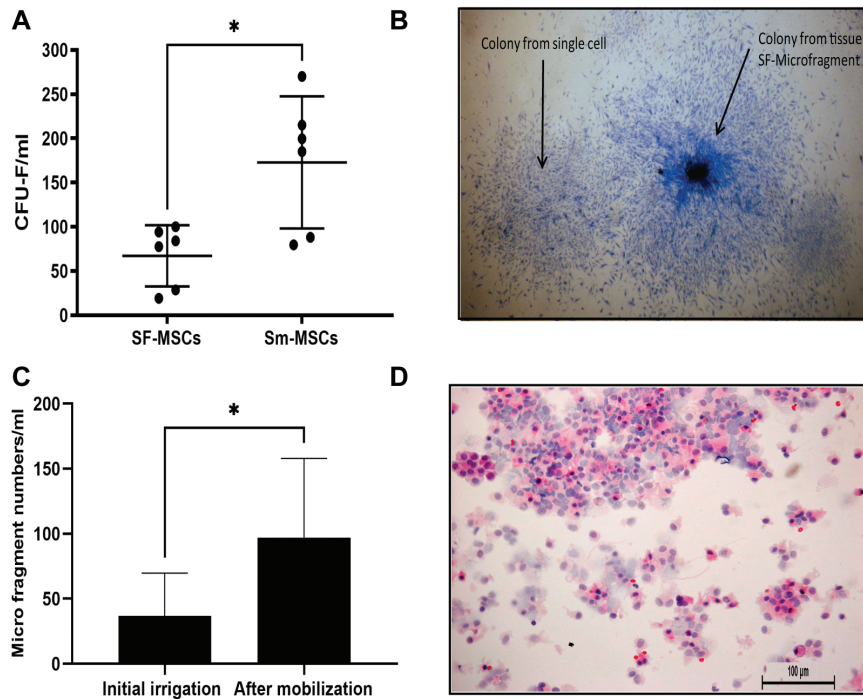 A
*
CFU-F/ml
300
250
200
150
100
50
0
SF-MSCs Sm-MSCs
B
Colony from single cell
Colony from tissue
SF-Microfragment
C
*
Micro fragment numbers/ml
200
150
100
50
0
Initial irrigation After mobilization
D
100 µm